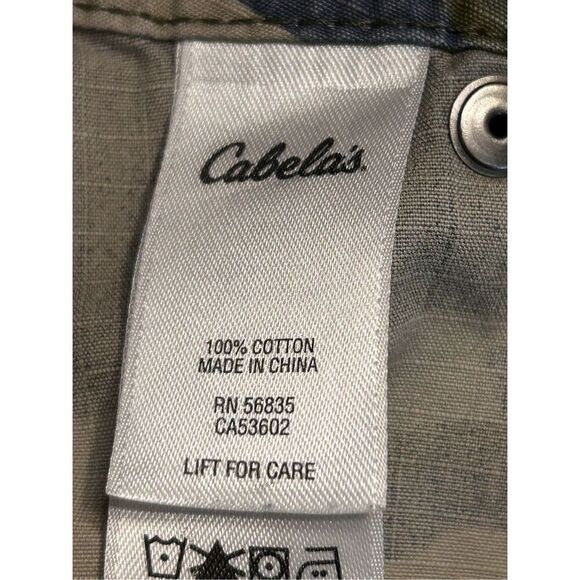 Cabela's
100% COTTON
MADE IN CHINA
RN 56835
CA53602
LIFT FOR CARE